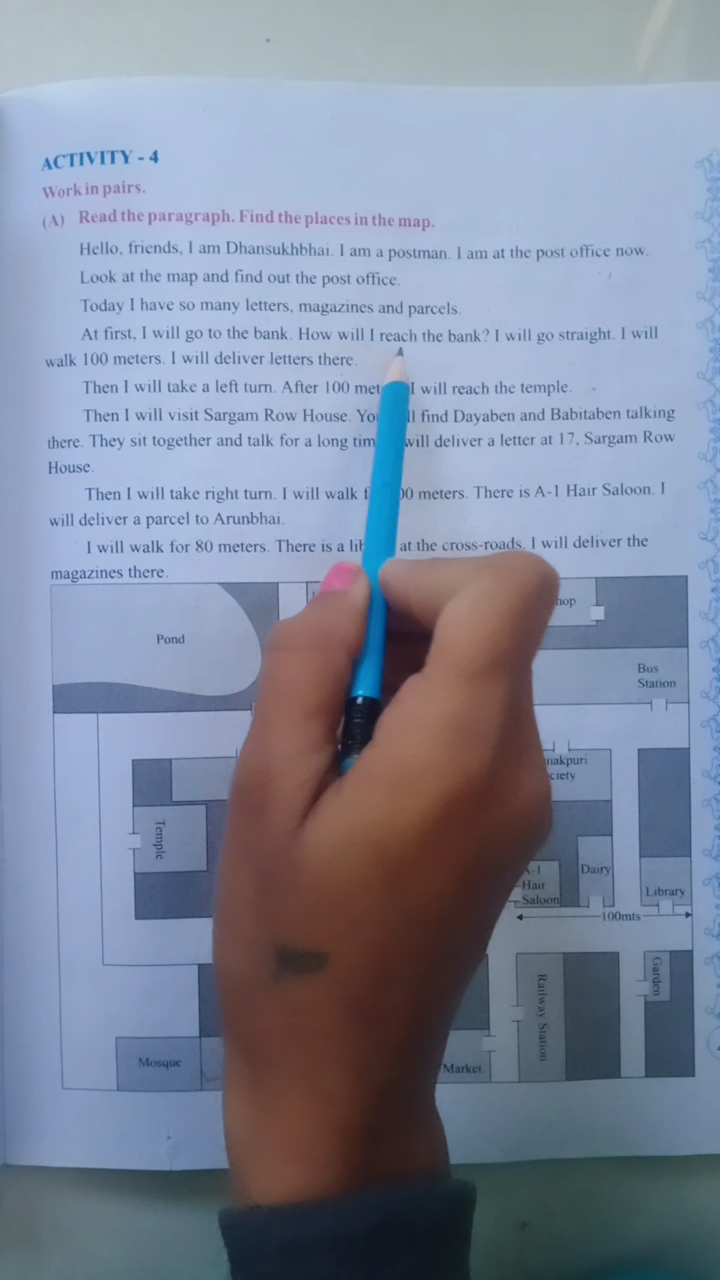 ACTIVITY - 4
Work in pairs.
(A) Read the paragraph. Find the places in the map.
Hello, friends, I am Dhansukhbhai. I am a postman. I am at the post office now.
Look at the map and find out the post office.
Today I have so many letters, magazines and parcels.
At first, I will go to the bank. How will I reach the bank? I will go straight. I will
walk 100 meters. I will deliver letters there.
Then I will take a left turn. After 100 met I will reach the temple.
Then I will visit Sargam Row House. Yo ll find Dayaben and Babitaben talking
there. They sit together and talk for a long tim will deliver a letter at 17, Sargam Row
House.
Then I will take right turn. I will walk f 00 meters. There is A-1 Hair Saloon. I
will deliver a parcel to Arunbhai.
I will walk for 80 meters. There is a lib at the cross-roads. I will deliver the
magazines there.
hop
Pond
Bus
Station
nakpuri
ciety
Temple
A-1
Hair
Saloon
Dairy
Library
100mts
Railway Station
Garden
Mosque
Market